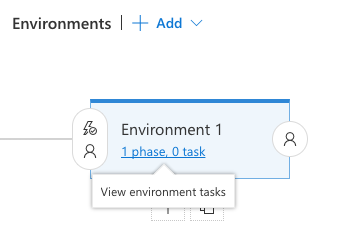 Environments | + Add
Environment 1
1 phase, 0 task
View environment tasks